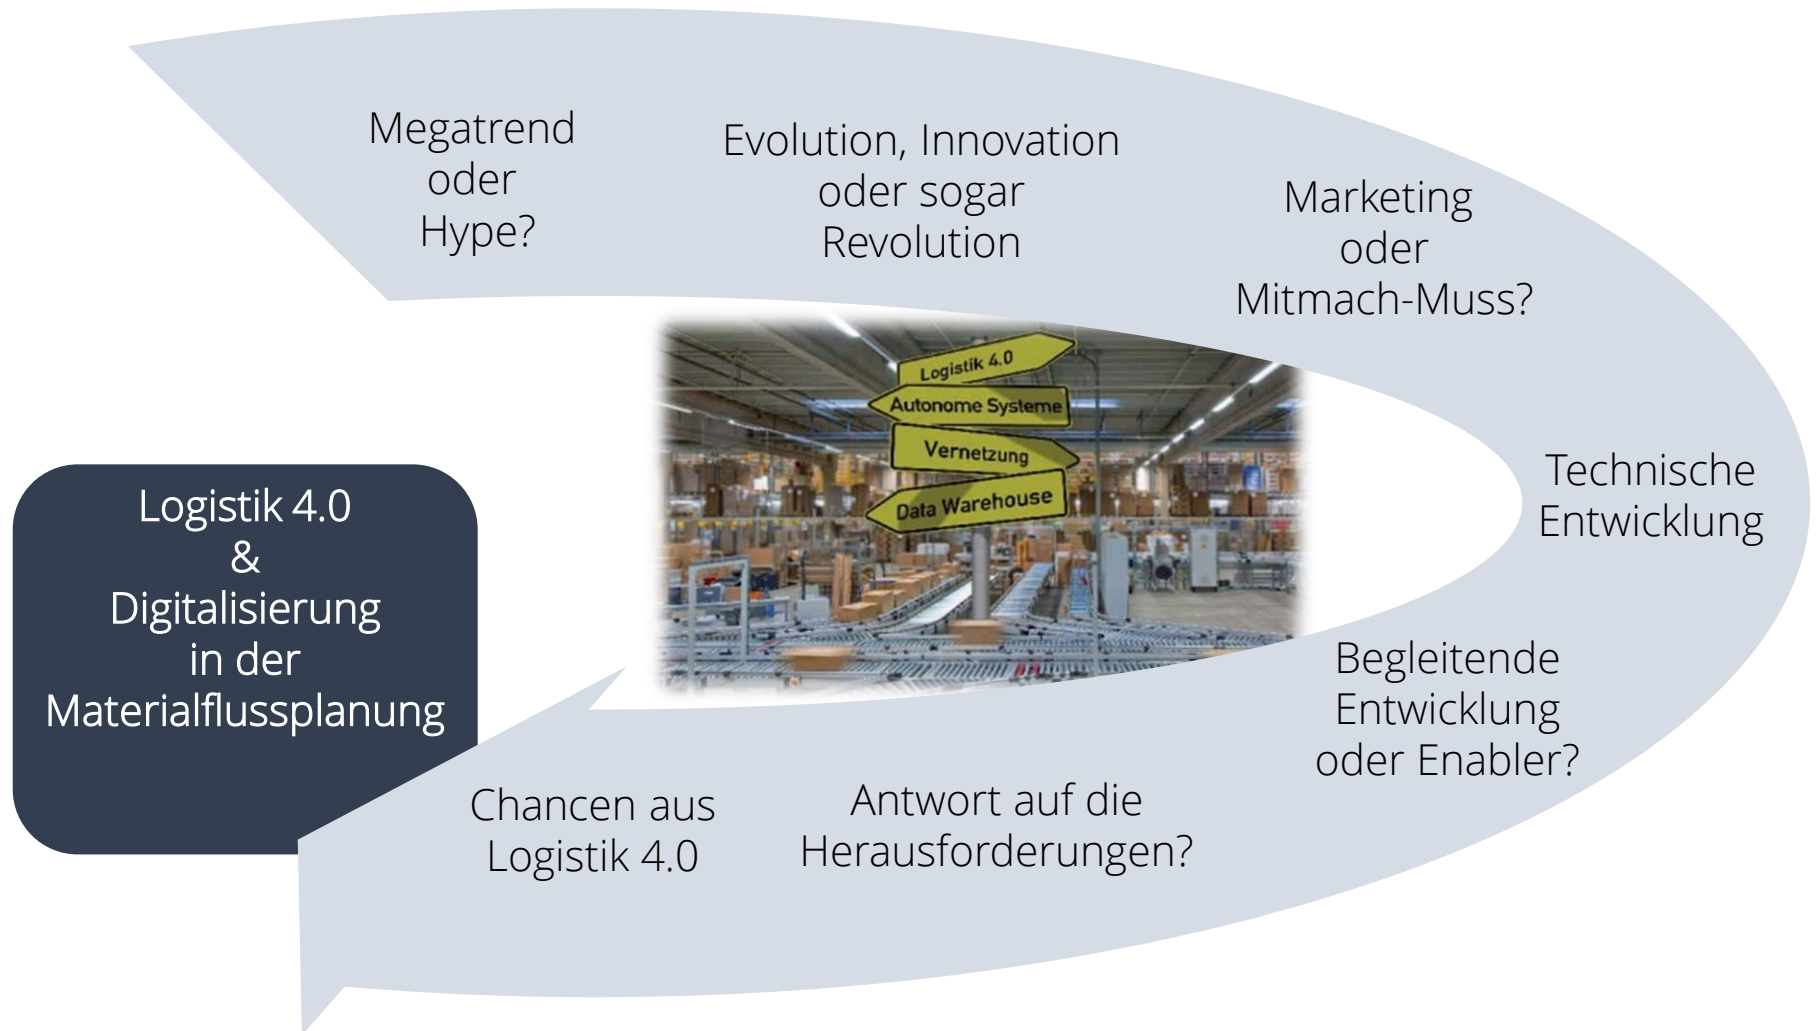 Megatrend
oder
Hype?
Evolution, Innovation
oder sogar
Revolution
Marketing
oder
Mitmach-Muss?
Technische
Entwicklung
Begleitende
Entwicklung
oder Enabler?
Antwort auf die
Herausforderungen?
Chancen aus
Logistik 4.0
Logistik 4.0
&
Digitalisierung
in der
Materialflussplanung
Logistik 4.0
Autonome Systeme
Vernetzung
Data Warehouse